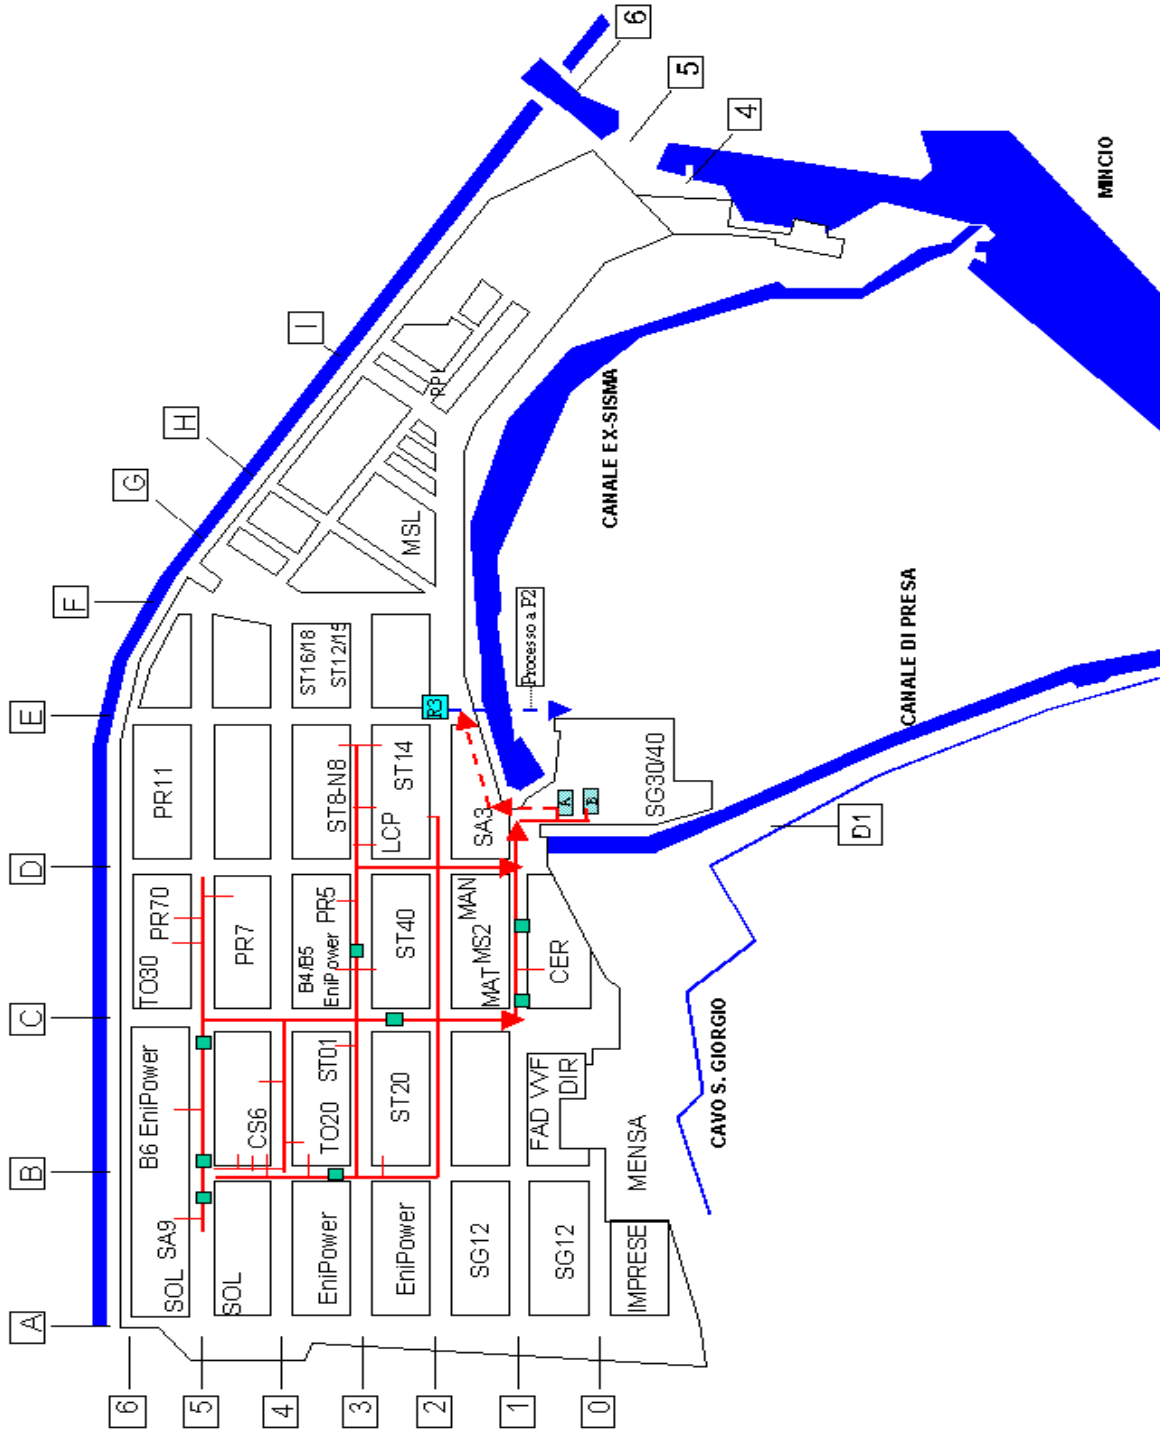 6
5
4
MINCIO
I
H
G
F
E
D
C
B
A
RPI
MSL
CANALE EX-SISMA
Processo a P2
CANALE DI PRESA
ST16/18
ST12/15
R3
PR11
ST8-N8
ST14
LCP
SA3
A
B
SG30/40
D1
PR70
TO30
PR7
PR5
B4/B5
EniPower
ST40
MAN
MS2
MAT
CER
CAVO S. GIORGIO
B6 EniPower
CS6
ST01
TO20
ST20
FAD VVF
DIR
MENSA
SA9
SOL
SOL
EniPower
EniPower
SG12
SG12
IMPRESE
6
5
4
3
2
1
0